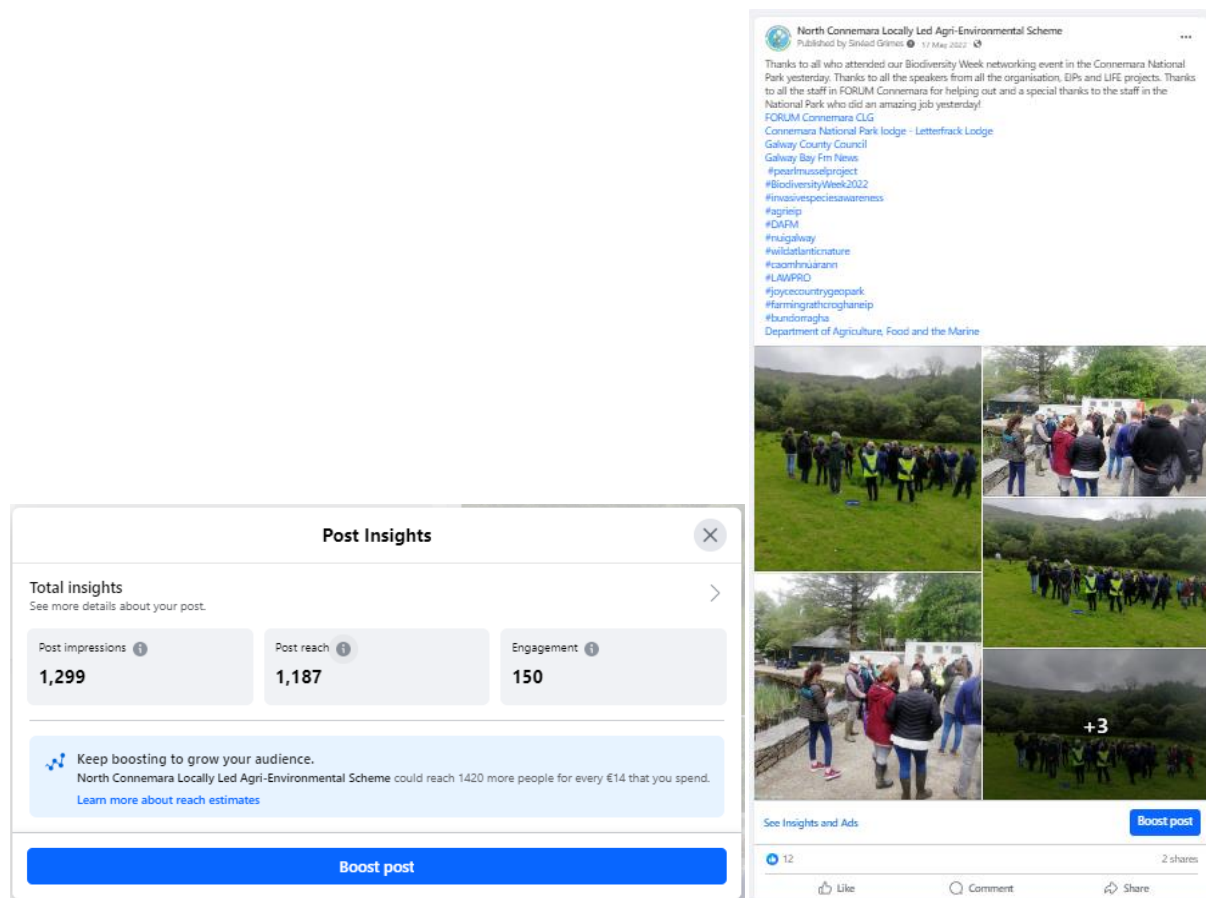 Post Insights
Total insights
See more details about your post.
Post impressions
Post reach
Engagement
1,299
1,187
150
Keep boosting to grow your audience.
North Connemara Locally Led Agri-Environmental Scheme could reach 1420 more people for every €14 that you spend.
Learn more about reach estimates
Boost post
North Connemara Locally Led Agri-Environmental Scheme
Published by Sinéad Grimes 17 May 2022
Thanks to all who attended our Biodiversity Week networking event in the Connemara National
Park yesterday. Thanks to all the speakers from all the organisation, EIPs and LIFE projects. Thanks
to all the staff in FORUM Connemara for helping out and a special thanks to the staff in the
National Park who did an amazing job yesterday!
FORUM Connemara CLG
Connemara National Park lodge - Letterfrack Lodge
Galway County Council
Galway Bay Fm News
#pearlmusselproject
#BiodiversityWeek2022
#invasivespeciesawareness
#agrieip
#DAFM
#nuigalway
#wildatlanticnature
#caomhnúárann
#LAWPRO
#joycecountrygeopark
#farmingrathcroghaneip
#bundorragha
Department of Agriculture, Food and the Marine
+3
See Insights and Ads
Boost post
12
2 shares
Like
Comment
Share